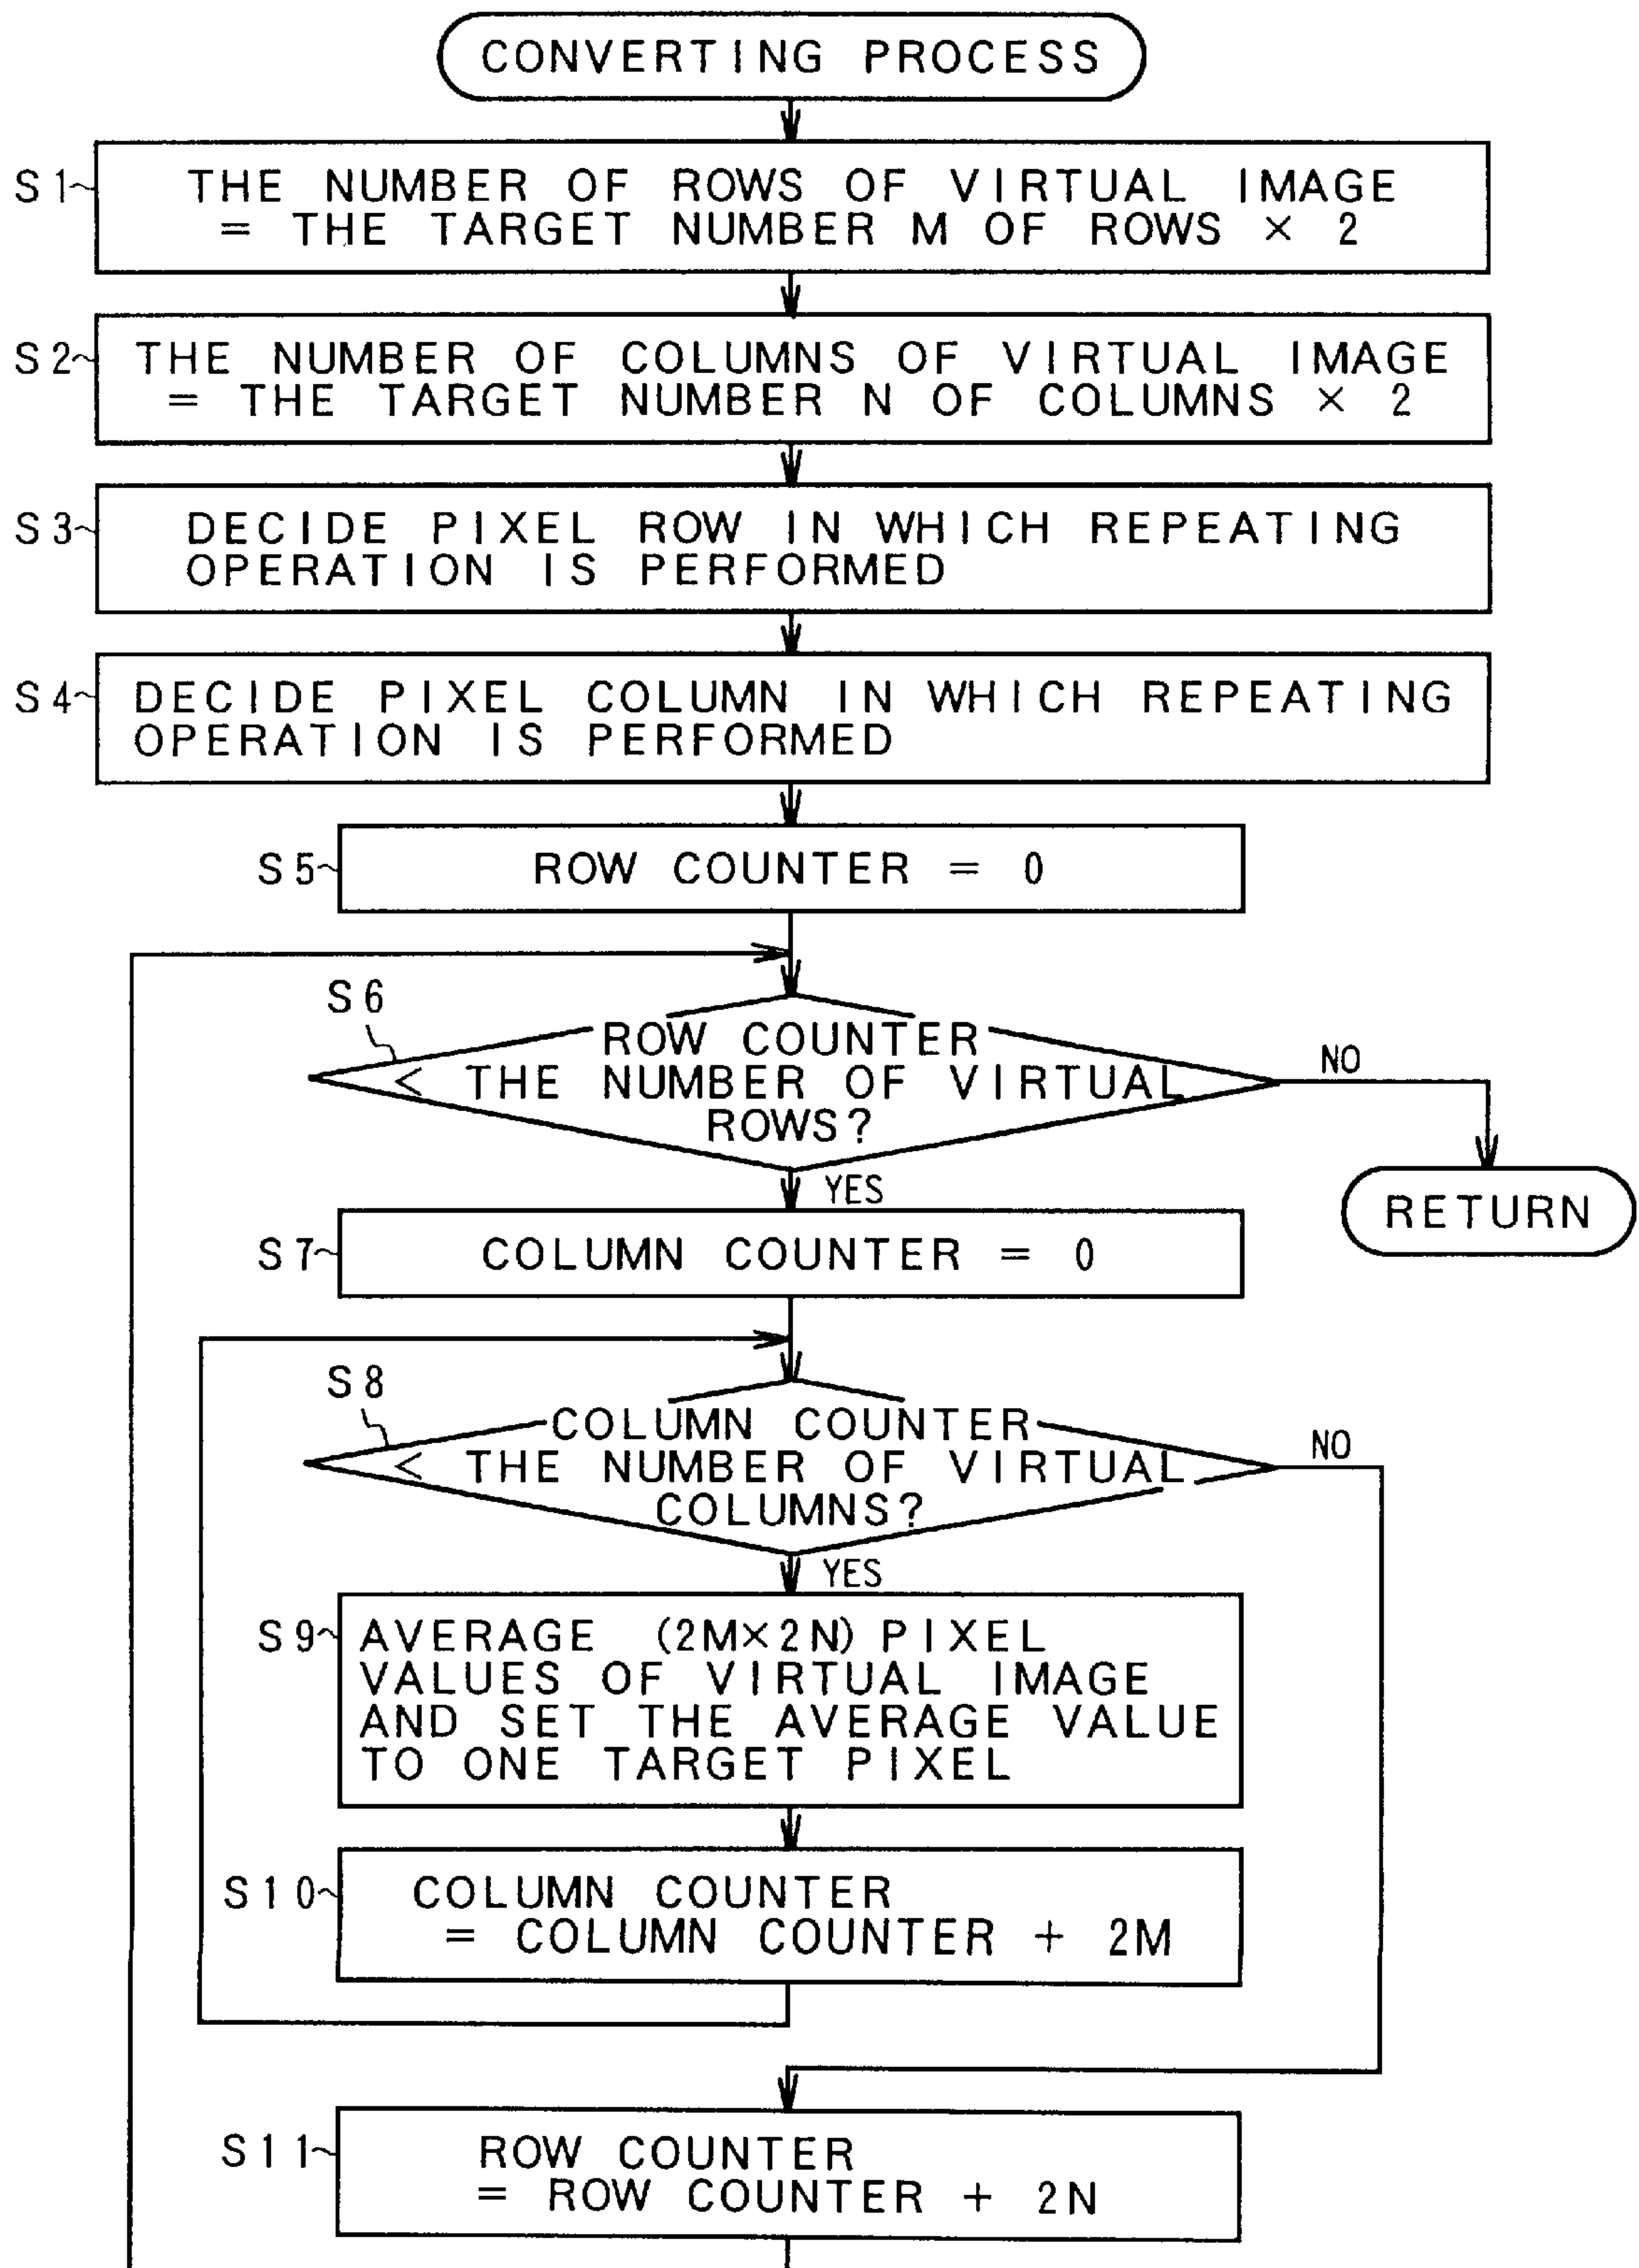 CONVERTING PROCESS
S1
THE NUMBER OF ROWS OF VIRTUAL IMAGE
= THE TARGET NUMBER M OF ROWS × 2
S2
THE NUMBER OF COLUMNS OF VIRTUAL IMAGE
= THE TARGET NUMBER N OF COLUMNS × 2
S3
DECIDE PIXEL ROW IN WHICH REPEATING
OPERATION IS PERFORMED
S4
DECIDE PIXEL COLUMN IN WHICH REPEATING
OPERATION IS PERFORMED
S5
ROW COUNTER = 0
S6
ROW COUNTER
< THE NUMBER OF VIRTUAL
ROWS?
NO
YES
RETURN
S7
COLUMN COUNTER = 0
S8
COLUMN COUNTER
< THE NUMBER OF VIRTUAL
COLUMNS?
NO
YES
S9
AVERAGE (2M×2N) PIXEL
VALUES OF VIRTUAL IMAGE
AND SET THE AVERAGE VALUE
TO ONE TARGET PIXEL
S10
COLUMN COUNTER
= COLUMN COUNTER + 2M
S11
ROW COUNTER
= ROW COUNTER + 2N